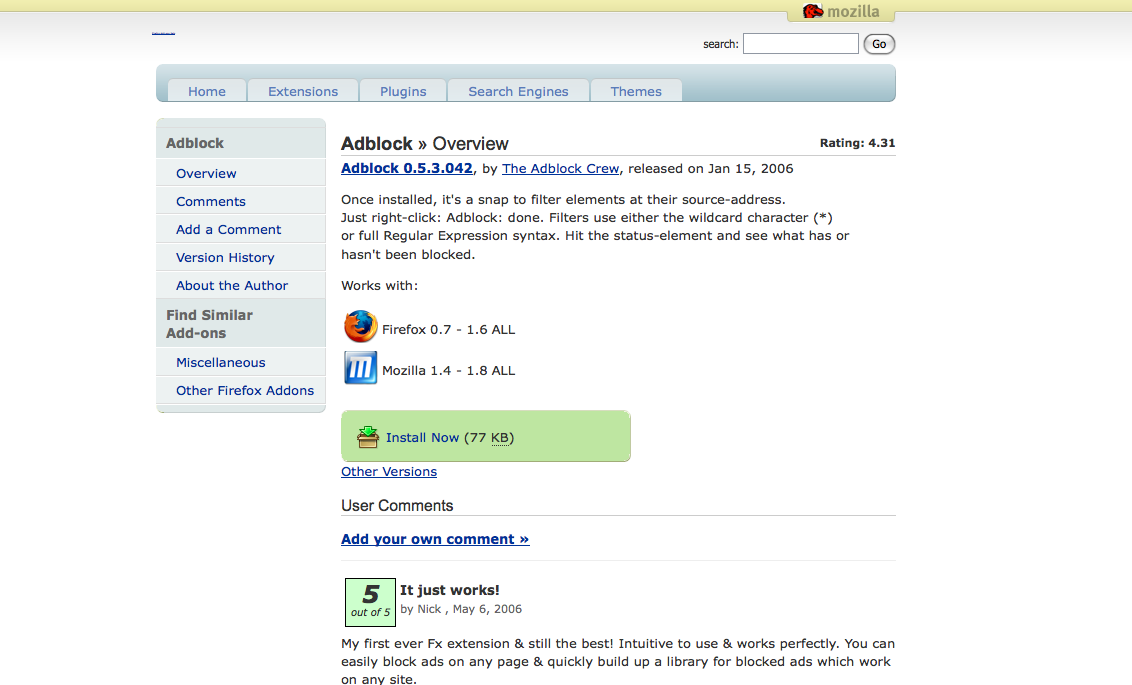 mozilla
search:
Go
Home
Extensions
Plugins
Search Engines
Themes
Adblock
Overview
Comments
Add a Comment
Version History
About the Author
Find Similar
Add-ons
Miscellaneous
Other Firefox Addons
Adblock » Overview
Rating: 4.31
Adblock 0.5.3.042, by The Adblock Crew, released on Jan 15, 2006
Once installed, it's a snap to filter elements at their source-address.
Just right-click: Adblock: done. Filters use either the wildcard character (*)
or full Regular Expression syntax. Hit the status-element and see what has or
hasn't been blocked.
Works with:
Firefox 0.7 - 1.6 ALL
m
Mozilla 1.4 - 1.8 ALL
Install Now (77 KB)
Other Versions
User Comments
Add your own comment »
5
out of 5
It just works!
by Nick , May 6, 2006
My first ever Fx extension & still the best! Intuitive to use & works perfectly. You can
easily block ads on any page & quickly build up a library for blocked ads which work
on any site.